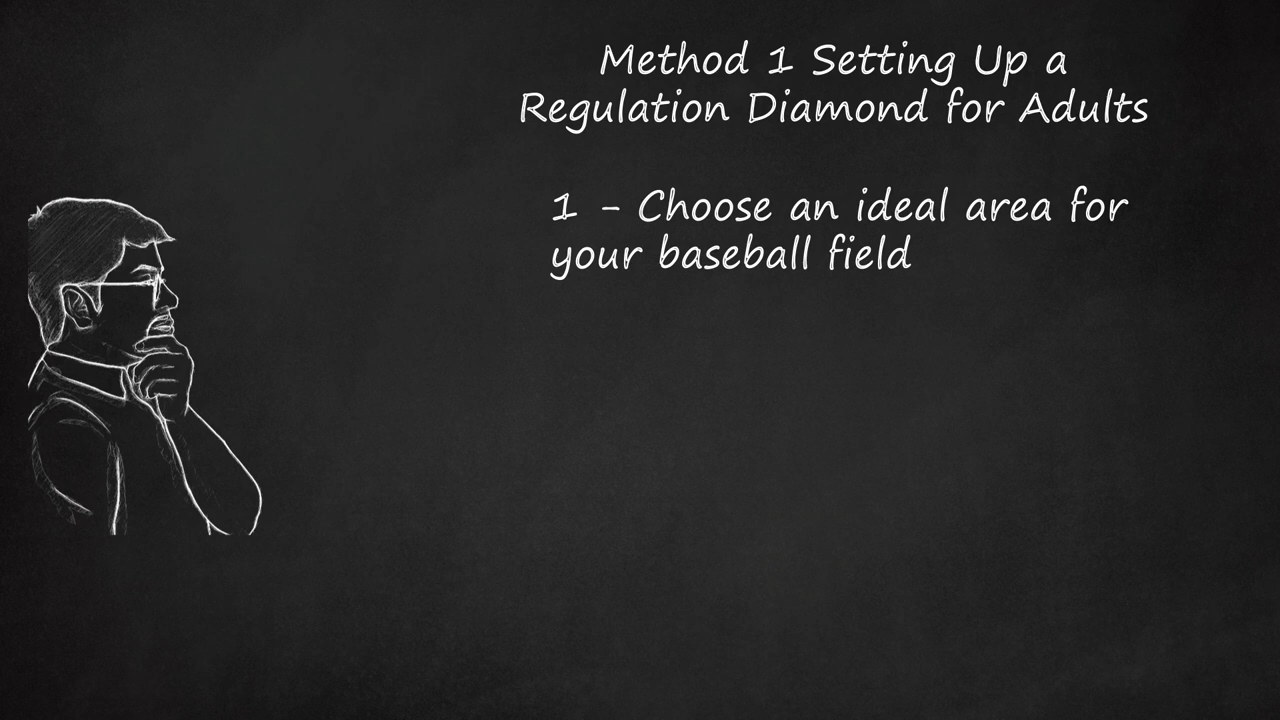 Method 1 Setting Up a
Regulation Diamond for Adults
1 - Choose an ideal area for
your baseball field